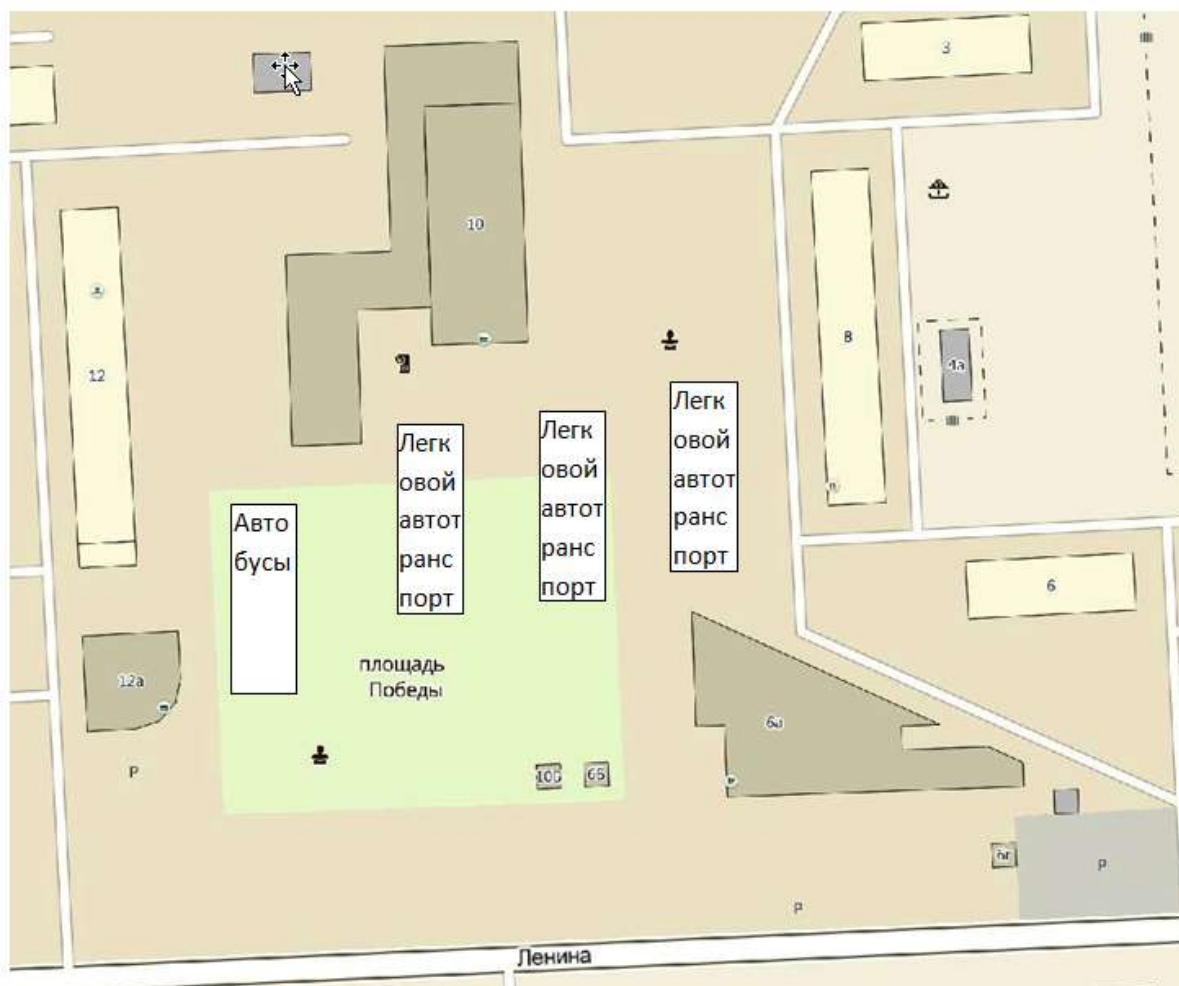 3
10
8
4а
12
Легк
овой
автот
ранс
порт
Легк
овой
автот
ранс
порт
Легк
овой
автот
ранс
порт
Авто
бусы
6
12а
площадь
Победы
6а
Р
10Б
6Б
6г
Р
Р
Ленина